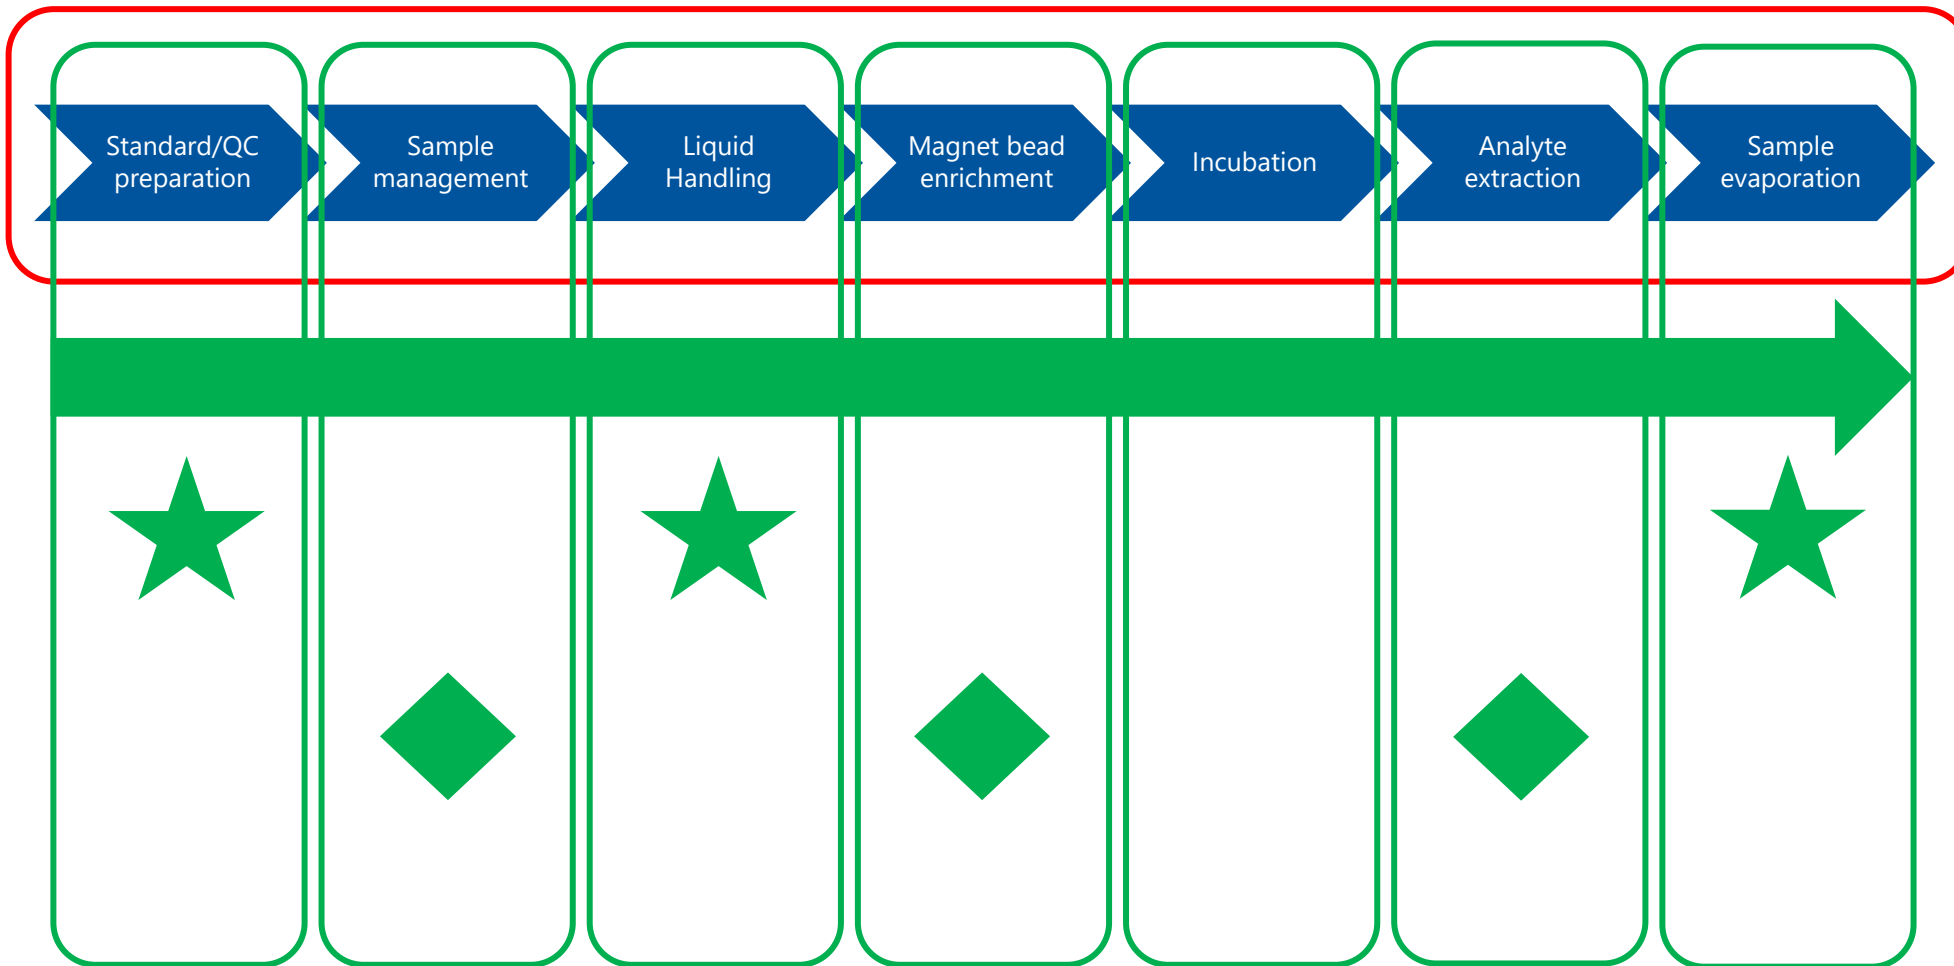 Standard/QC
preparation
Sample
management
Liquid
Handling
Magnet bead
enrichment
Incubation
Analyte
extraction
Sample
evaporation